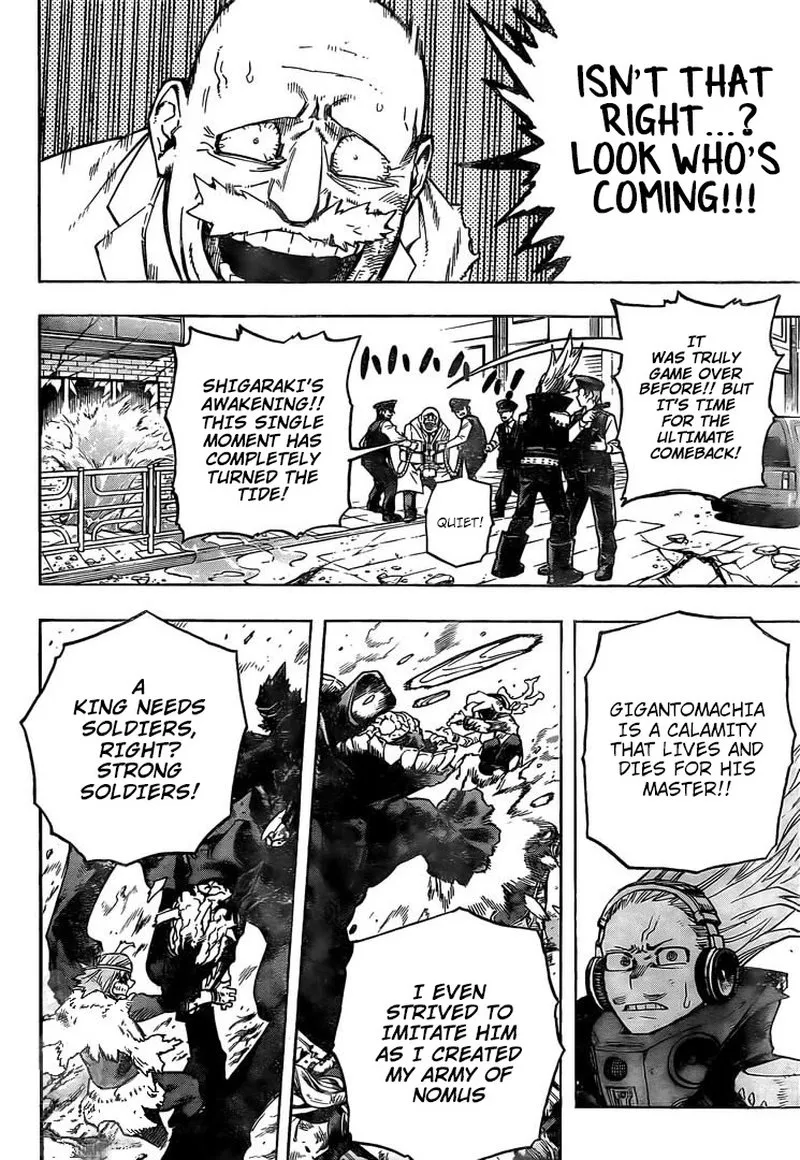 ISN'T THAT
RIGHT...?
LOOK WHO'S
COMING!!!
IT
WAS TRULY
GAME OVER
BEFORE!! BUT
IT'S TIME
FOR THE
ULTIMATE
COMEBACK!
SHIGARAKI'S
AWAKENING!!
THIS SINGLE
MOMENT HAS
COMPLETELY
TURNED THE
TIDE!
QUIET!
GIGANTOMACHIA
IS A CALAMITY
THAT LIVES AND
DIES FOR HIS
MASTER!!
I EVEN
STRIVED TO
IMITATE HIM
AS I CREATED
MY ARMY OF
NOMUS
A
KING NEEDS
SOLDIERS,
RIGHT?
STRONG
SOLDIERS!